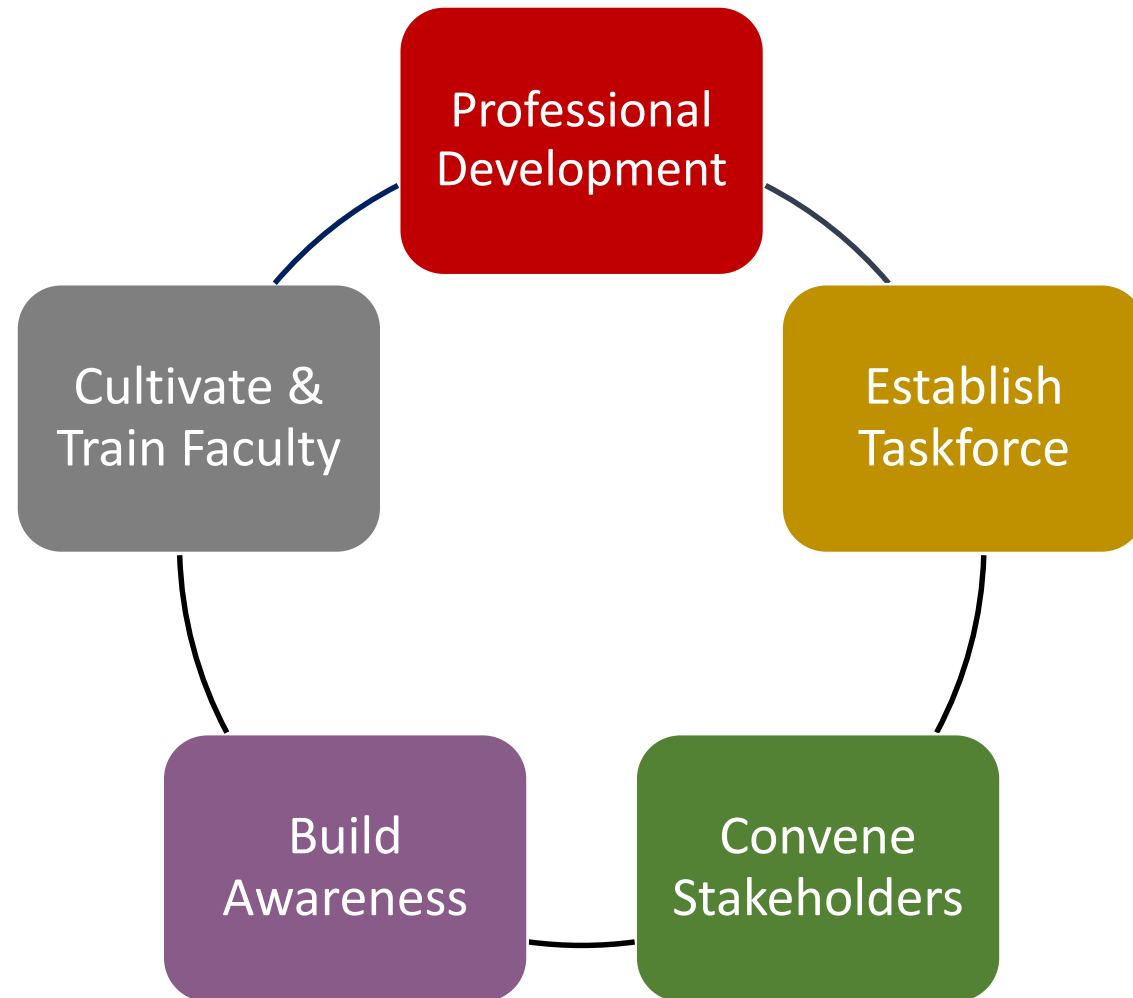 Professional
Development
Establish
Taskforce
Convene
Stakeholders
Build
Awareness
Cultivate &
Train Faculty